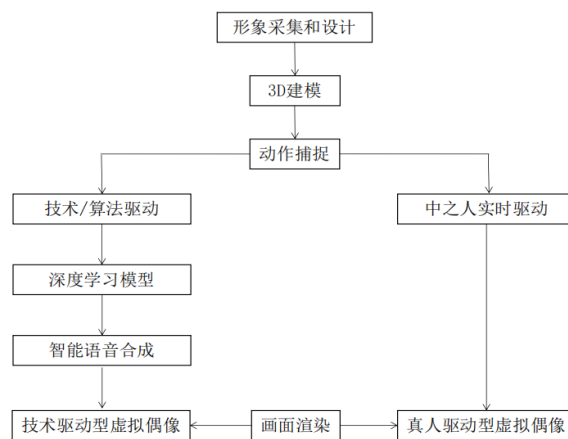 形象采集和设计
3D建模
动作捕捉
技术/算法驱动
中之人实时驱动
深度学习模型
智能语音合成
技术驱动型虚拟偶像
画面渲染
真人驱动型虚拟偶像